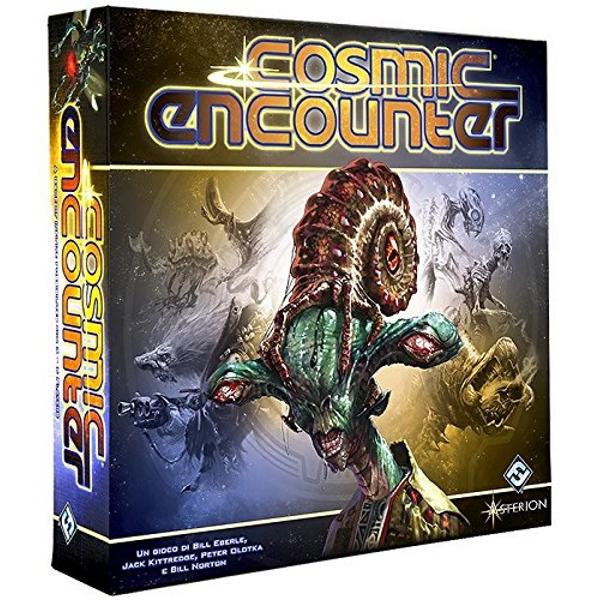 COSMIC
encounter
COSMIC
encounter
Un gioco di Bill Eberle,
Jack Kittredge, Peter Olotka
e Bill Norton
ASTERION